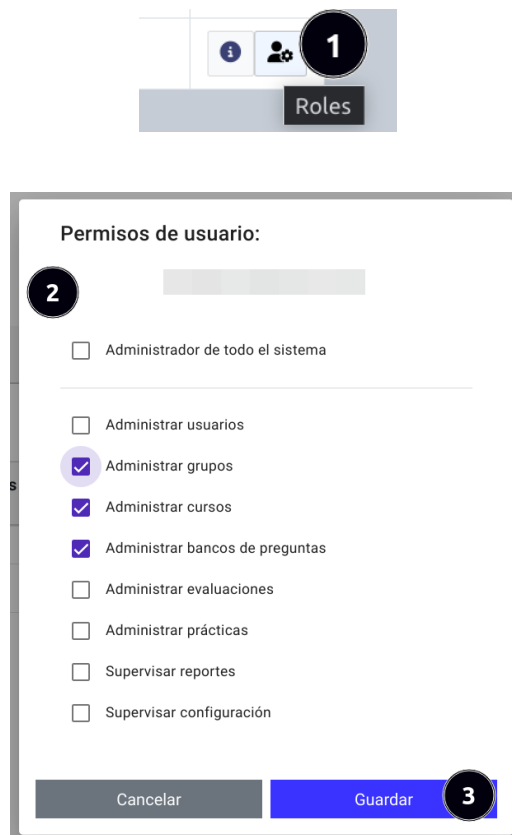 1
Roles
Permisos de usuario:
2
Administrador de todo el sistema
Administrar usuarios
Administrar grupos
s
Administrar cursos
Administrar bancos de preguntas
Administrar evaluaciones
Administrar prácticas
Supervisar reportes
Supervisar configuración
Cancelar
Guardar 3